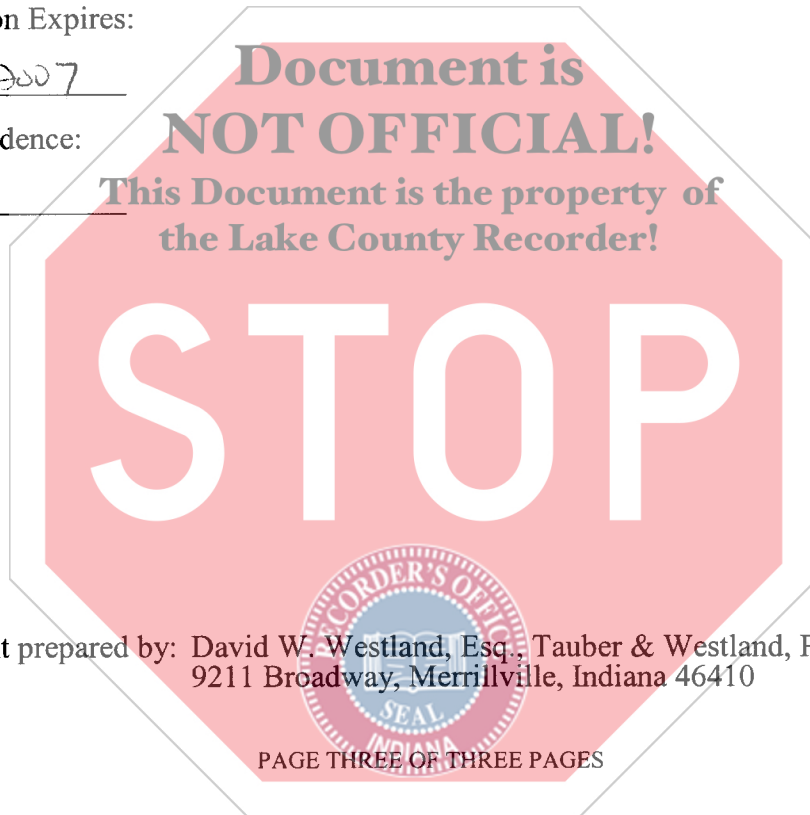 on Expires:
2007
dence:
Document is
NOT OFFICIAL!
This Document is the property of
the Lake County Recorder!
STOP
RECORDER'S OFFICE
SEAL
INDIANA
t prepared by: David W. Westland, Esq., Tauber & Westland, P
9211 Broadway, Merrillville, Indiana 46410
PAGE THREE OF THREE PAGES